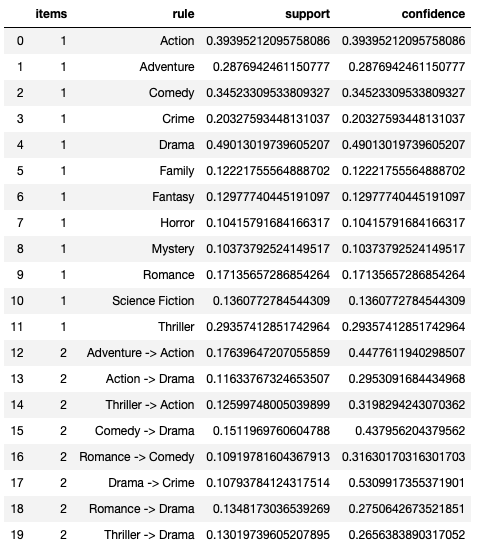 items rule support confidence
0 1 Action 0.39395212095758086 0.39395212095758086
1 1 Adventure 0.2876942461150777 0.2876942461150777
2 1 Comedy 0.34523309533809327 0.34523309533809327
3 1 Crime 0.20327593448131037 0.20327593448131037
4 1 Drama 0.49013019739605207 0.49013019739605207
5 1 Family 0.12221755564888702 0.12221755564888702
6 1 Fantasy 0.12977740445191097 0.12977740445191097
7 1 Horror 0.10415791684166317 0.10415791684166317
8 1 Mystery 0.10373792524149517 0.10373792524149517
9 1 Romance 0.17135657286854264 0.17135657286854264
10 1 Science Fiction 0.1360772784544309 0.1360772784544309
11 1 Thriller 0.29357412851742964 0.29357412851742964
12 2 Adventure -> Action 0.17639647207055859 0.4477611940298507
13 2 Action -> Drama 0.11633767324653507 0.2953091684434968
14 2 Thriller -> Action 0.12599748005039899 0.3198294243070362
15 2 Comedy -> Drama 0.1511969760604788 0.437956204379562
16 2 Romance -> Comedy 0.10919781604367913 0.31630170316301703
17 2 Drama -> Crime 0.10793784124317514 0.5309917355371901
18 2 Romance -> Drama 0.1348173036539269 0.2750642673521851
19 2 Thriller -> Drama 0.13019739605207895 0.2656383890317052